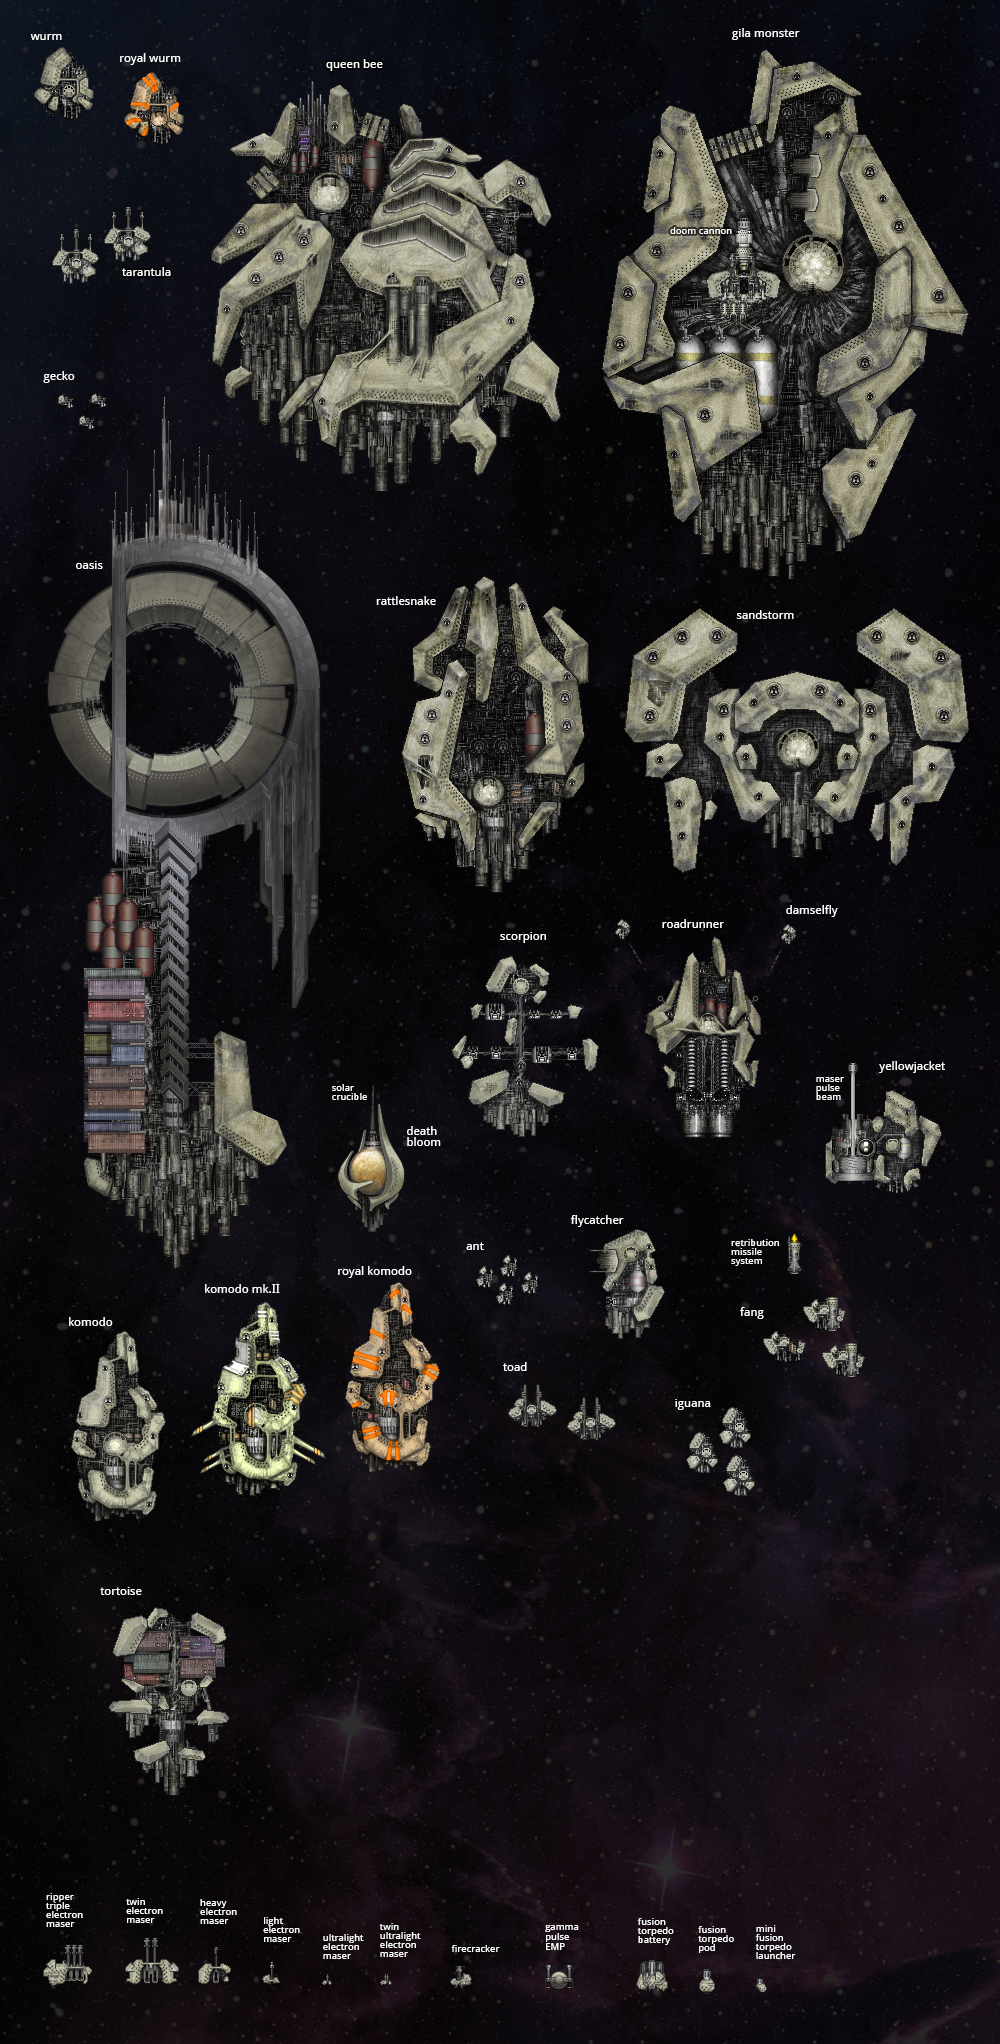 wurm
royal wurm
queen bee
gila monster
tarantula
doom cannon
gecko
oasis
rattlesnake
sandstorm
scorpion
roadrunner
damselfly
yellowjacket
maser
pulse
beam
solar
crucible
death
bloom
ant
flycatcher
retribution
missile
system
royal komodo
komodo mk.II
komodo
fang
toad
iguana
tortoise
ripper
triple
electron
maser
twin
electron
maser
heavy
electron
maser
light
electron
maser
ultralight
electron
maser
twin
ultralight
electron
maser
firecracker
gamma
pulse
EMP
fusion
torpedo
battery
fusion
torpedo
pod
mini
fusion
torpedo
launcher